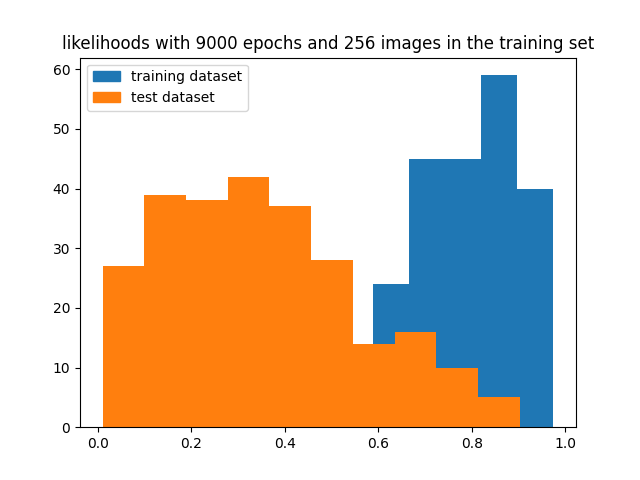 likelihoods with 9000 epochs and 256 images in the training set
training dataset
test dataset
60
50
40
30
20
10
0
0.0 0.2 0.4 0.6 0.8 1.0